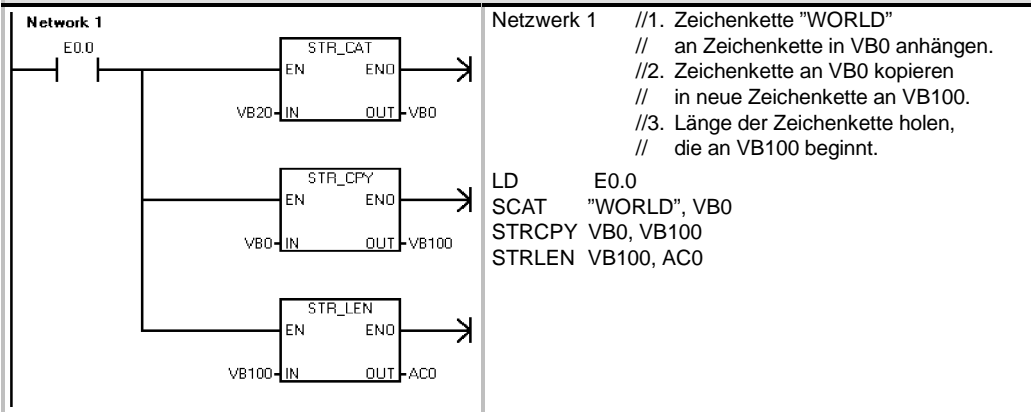 Network 1
E0.0
STR_CAT
EN ENO
VB20 IN OUT VB0
STR_CPY
EN ENO
VB0 IN OUT VB100
STR_LEN
EN ENO
VB100 IN OUT AC0
Netzwerk 1 //1. Zeichenkette ”WORLD”
// an Zeichenkette in VB0 anhängen.
//2. Zeichenkette an VB0 kopieren
// in neue Zeichenkette an VB100.
//3. Länge der Zeichenkette holen,
// die an VB100 beginnt.
LD E0.0
SCAT ”WORLD”, VB0
STRCPY VB0, VB100
STRLEN VB100, AC0